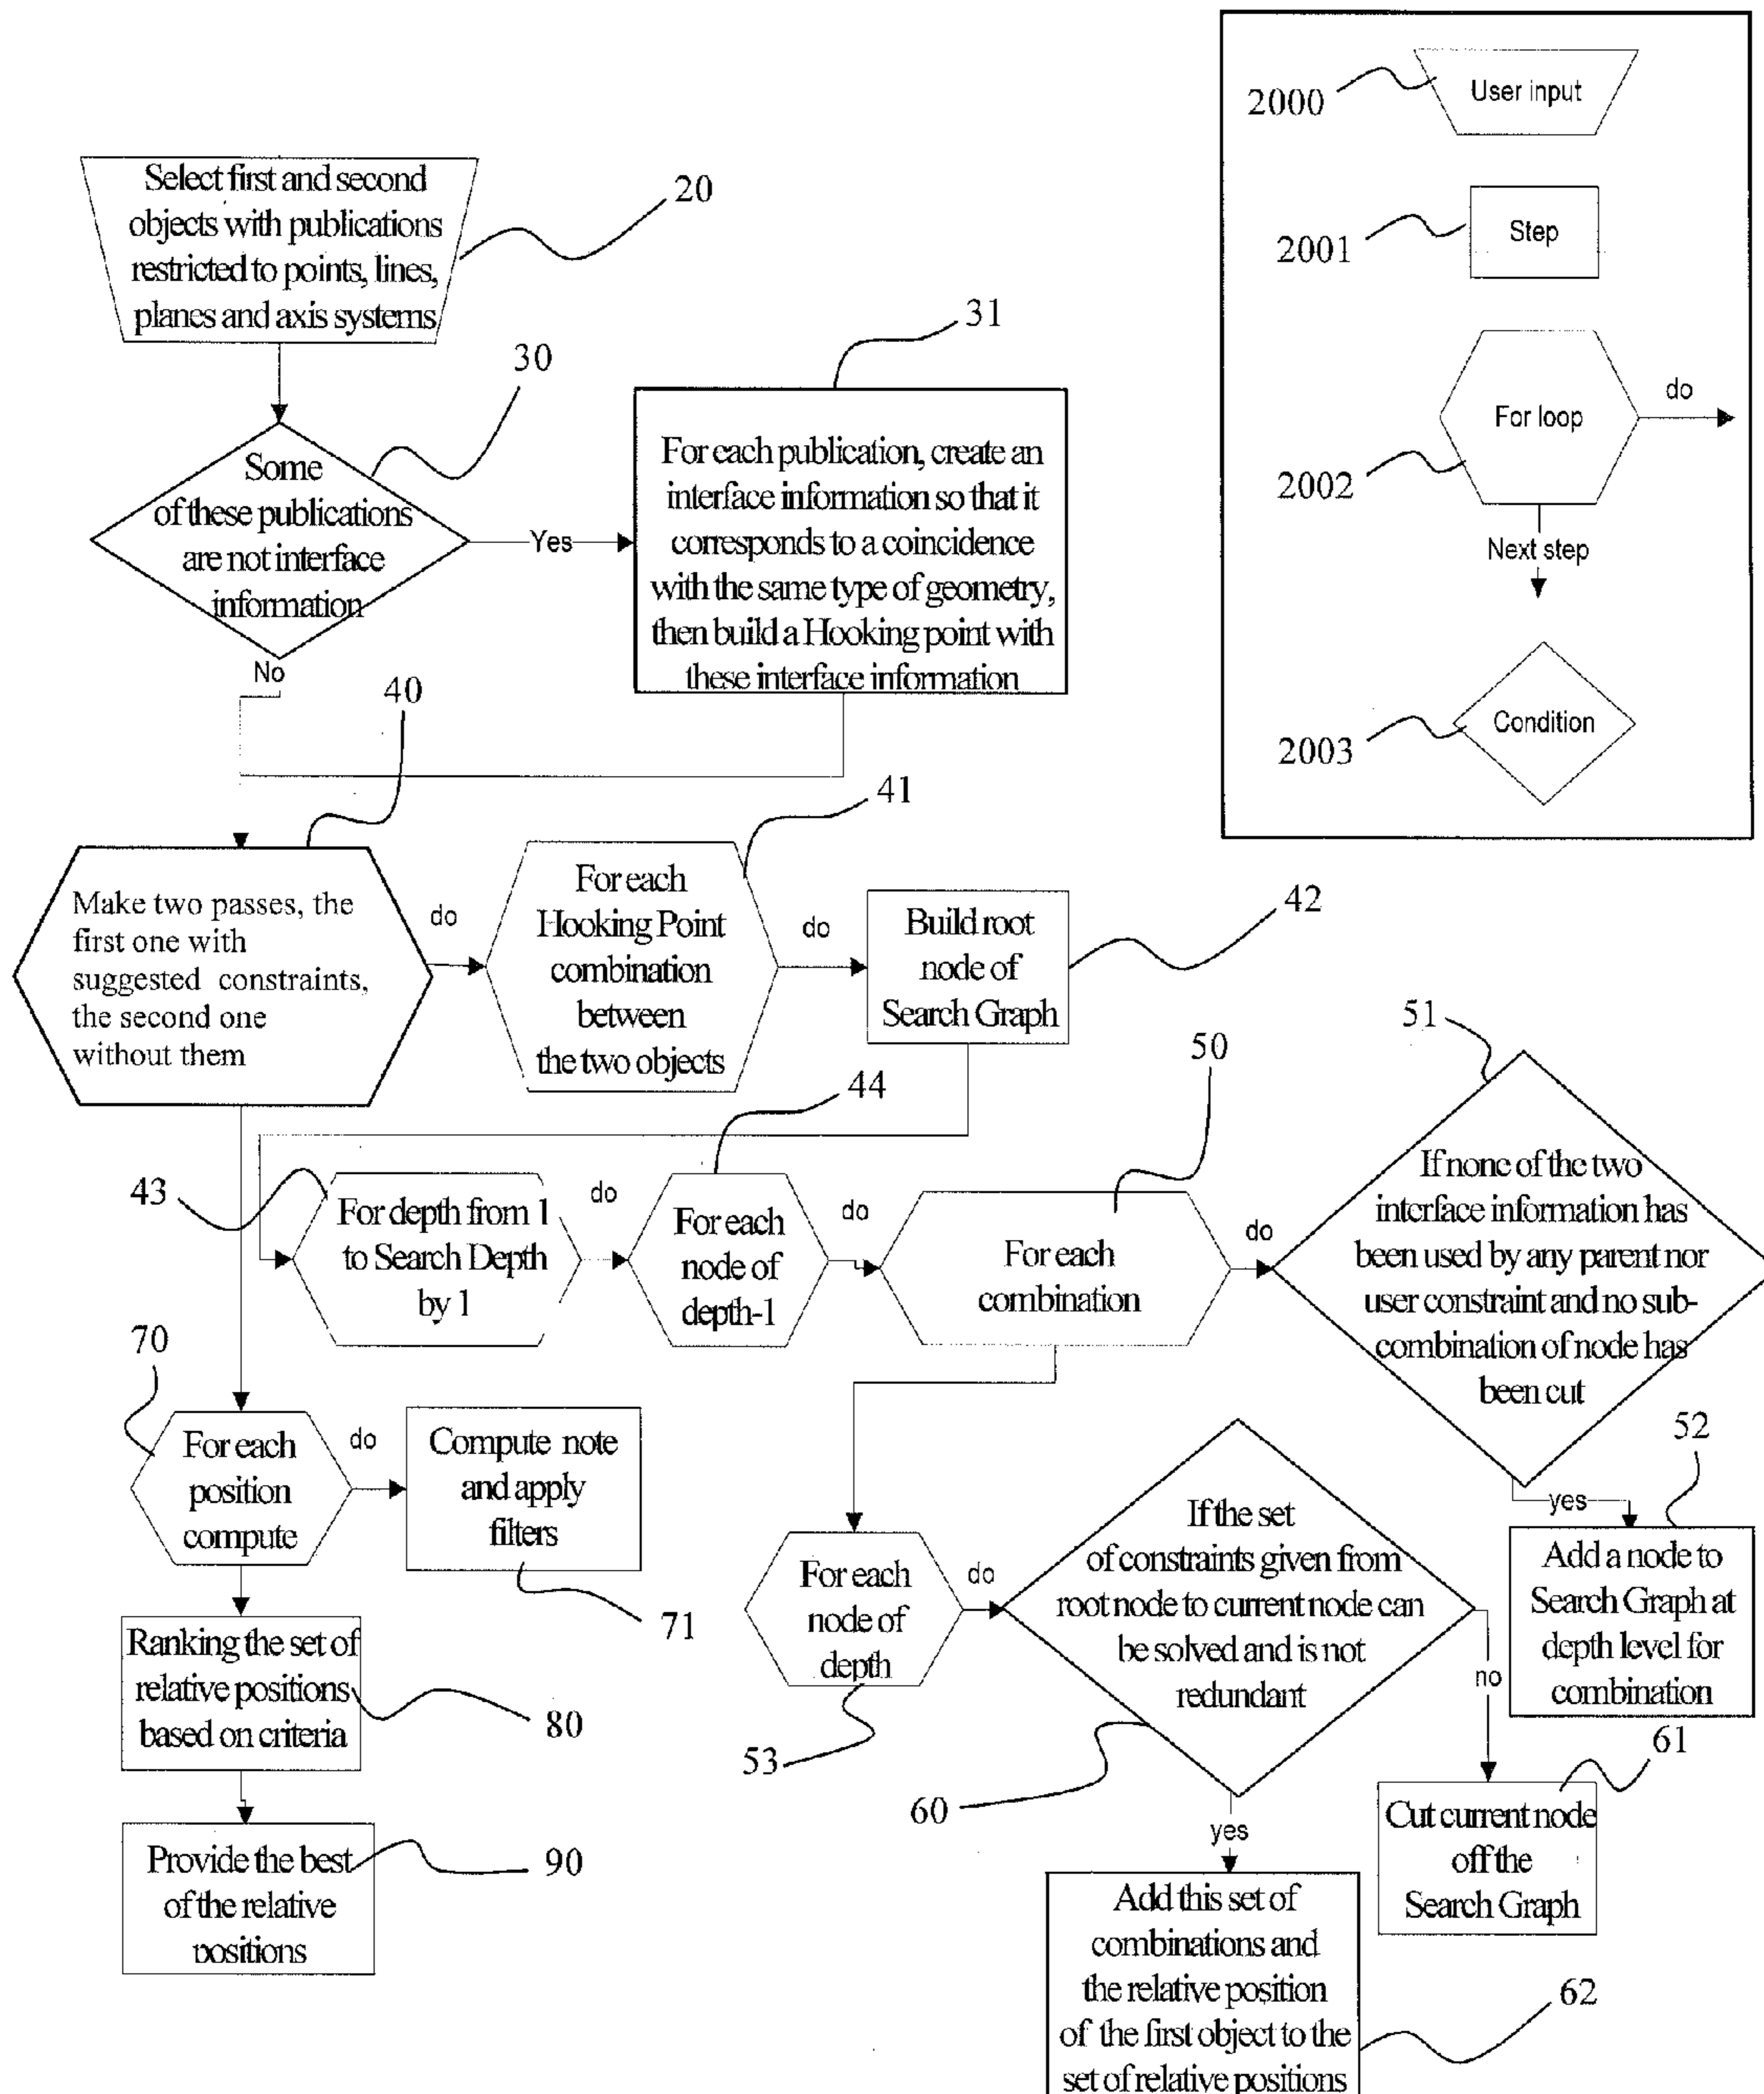 Select first and second
objects with publications
restricted to points, lines,
planes and axis systems
20
30
Some
of these publications
are not interface
information
Yes
No
31
For each publication, create an
interface information so that it
corresponds to a coincidence
with the same type of geometry,
then build a Hooking point with
these interface information
2000
User input
2001
Step
2002
For loop
do
Next step
2003
Condition
40
Make two passes, the
first one with
suggested constraints,
the second one
without them
do
41
For each
Hooking Point
combination
between
the two objects
do
42
Build root
node of
Search Graph
43
For depth from 1
to Search Depth
by 1
do
44
For each
node of
depth-1
do
50
For each
combination
do
51
If none of the two
interface information has
been used by any parent nor
user constraint and no sub-
combination of node has
been cut
yes
52
Add a node to
Search Graph at
depth level for
combination
53
For each
node of
depth
do
60
If the set
of constraints given from
root node to current node can
be solved and is not
redundant
no
61
Cut current node
off the
Search Graph
yes
62
Add this set of
combinations and
the relative position
of the first object to the
set of relative positions
70
For each
position
compute
do
71
Compute note
and apply
filters
80
Ranking the set of
relative positions
based on criteria
90
Provide the best
of the relative
positions